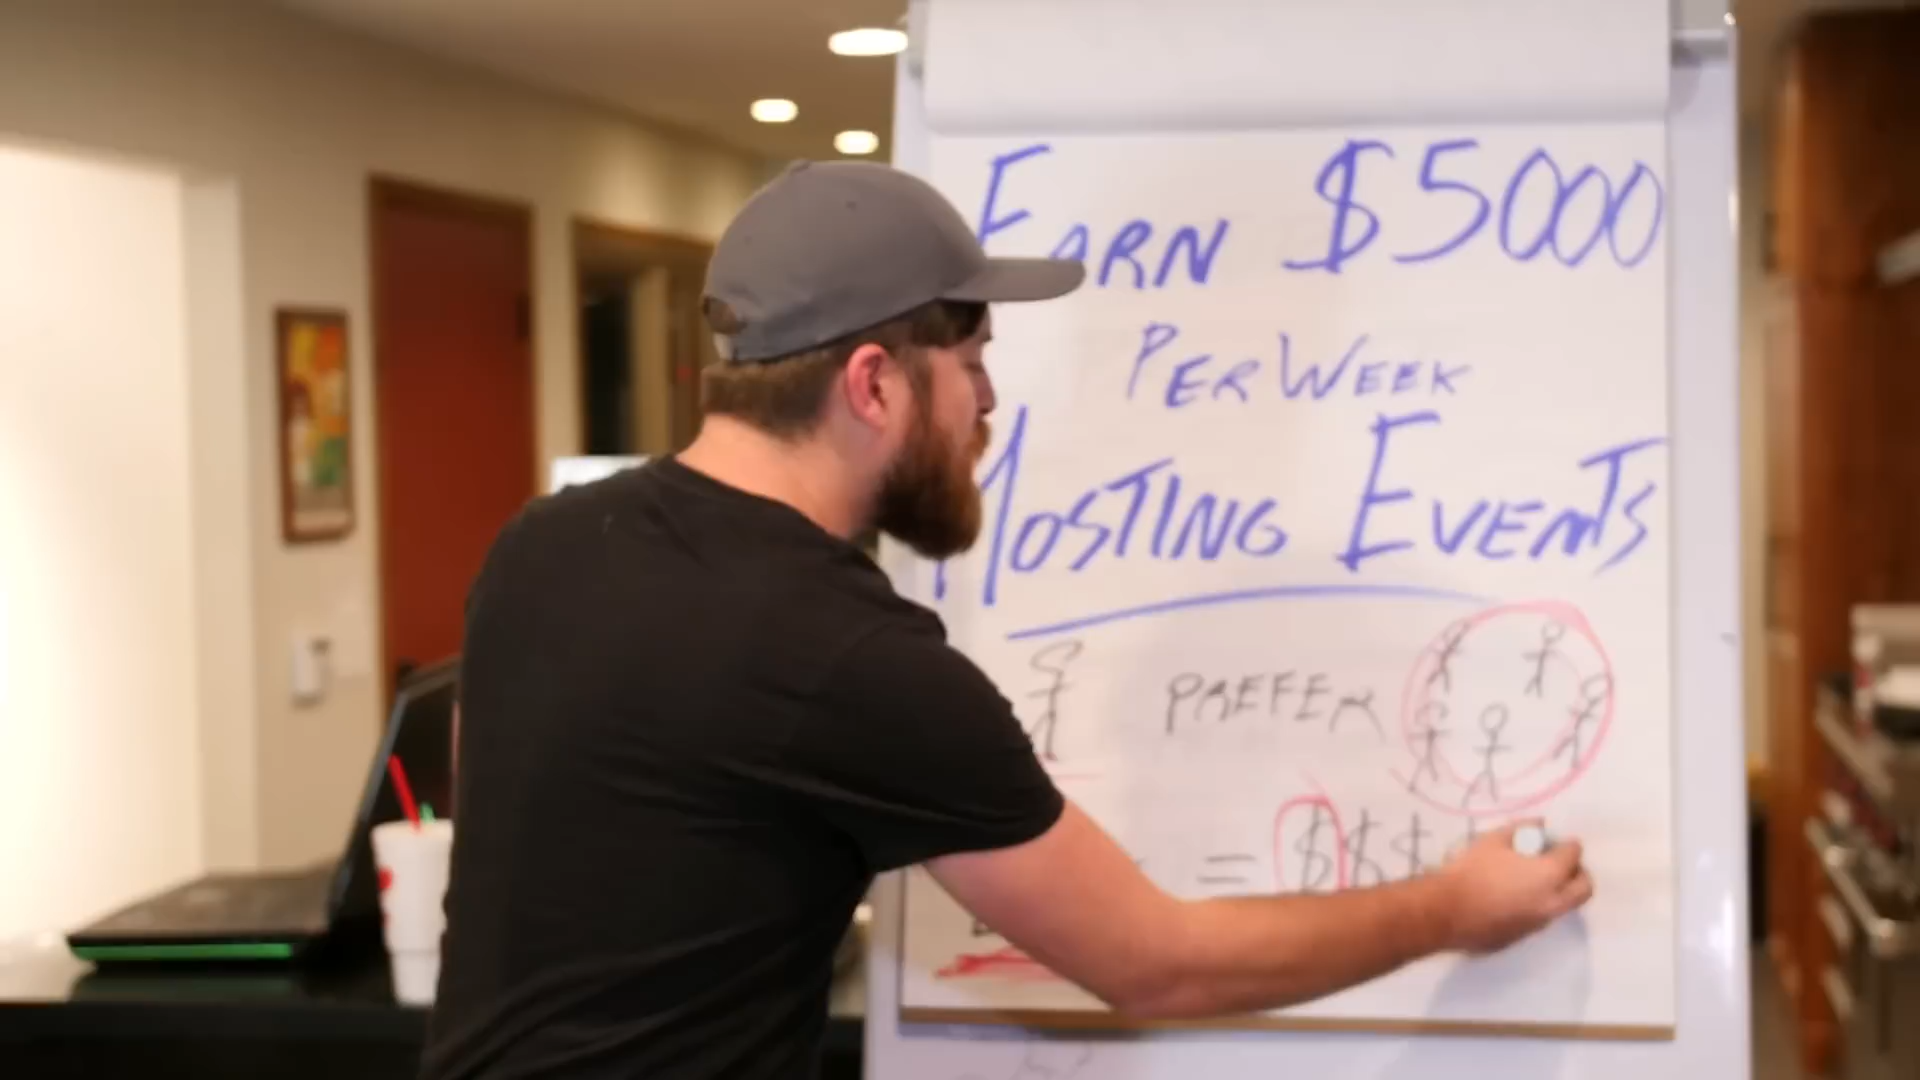 EARN $5000
PER WEEK
HOSTING EVENTS
PREFER
= $$$